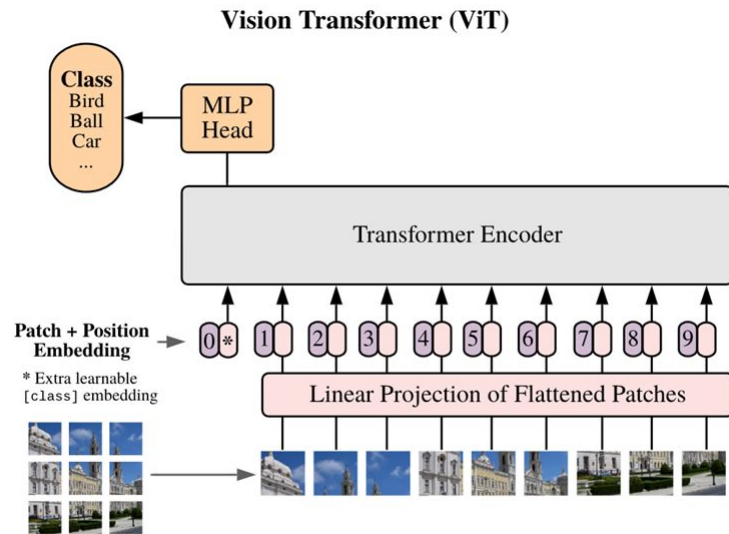 Vision Transformer (ViT)
Class
Bird
Ball
Car
...
MLP
Head
Transformer Encoder
Patch + Position
Embedding
0 * 1 2 3 4 5 6 7 8 9
* Extra learnable
[class] embedding
Linear Projection of Flattened Patches